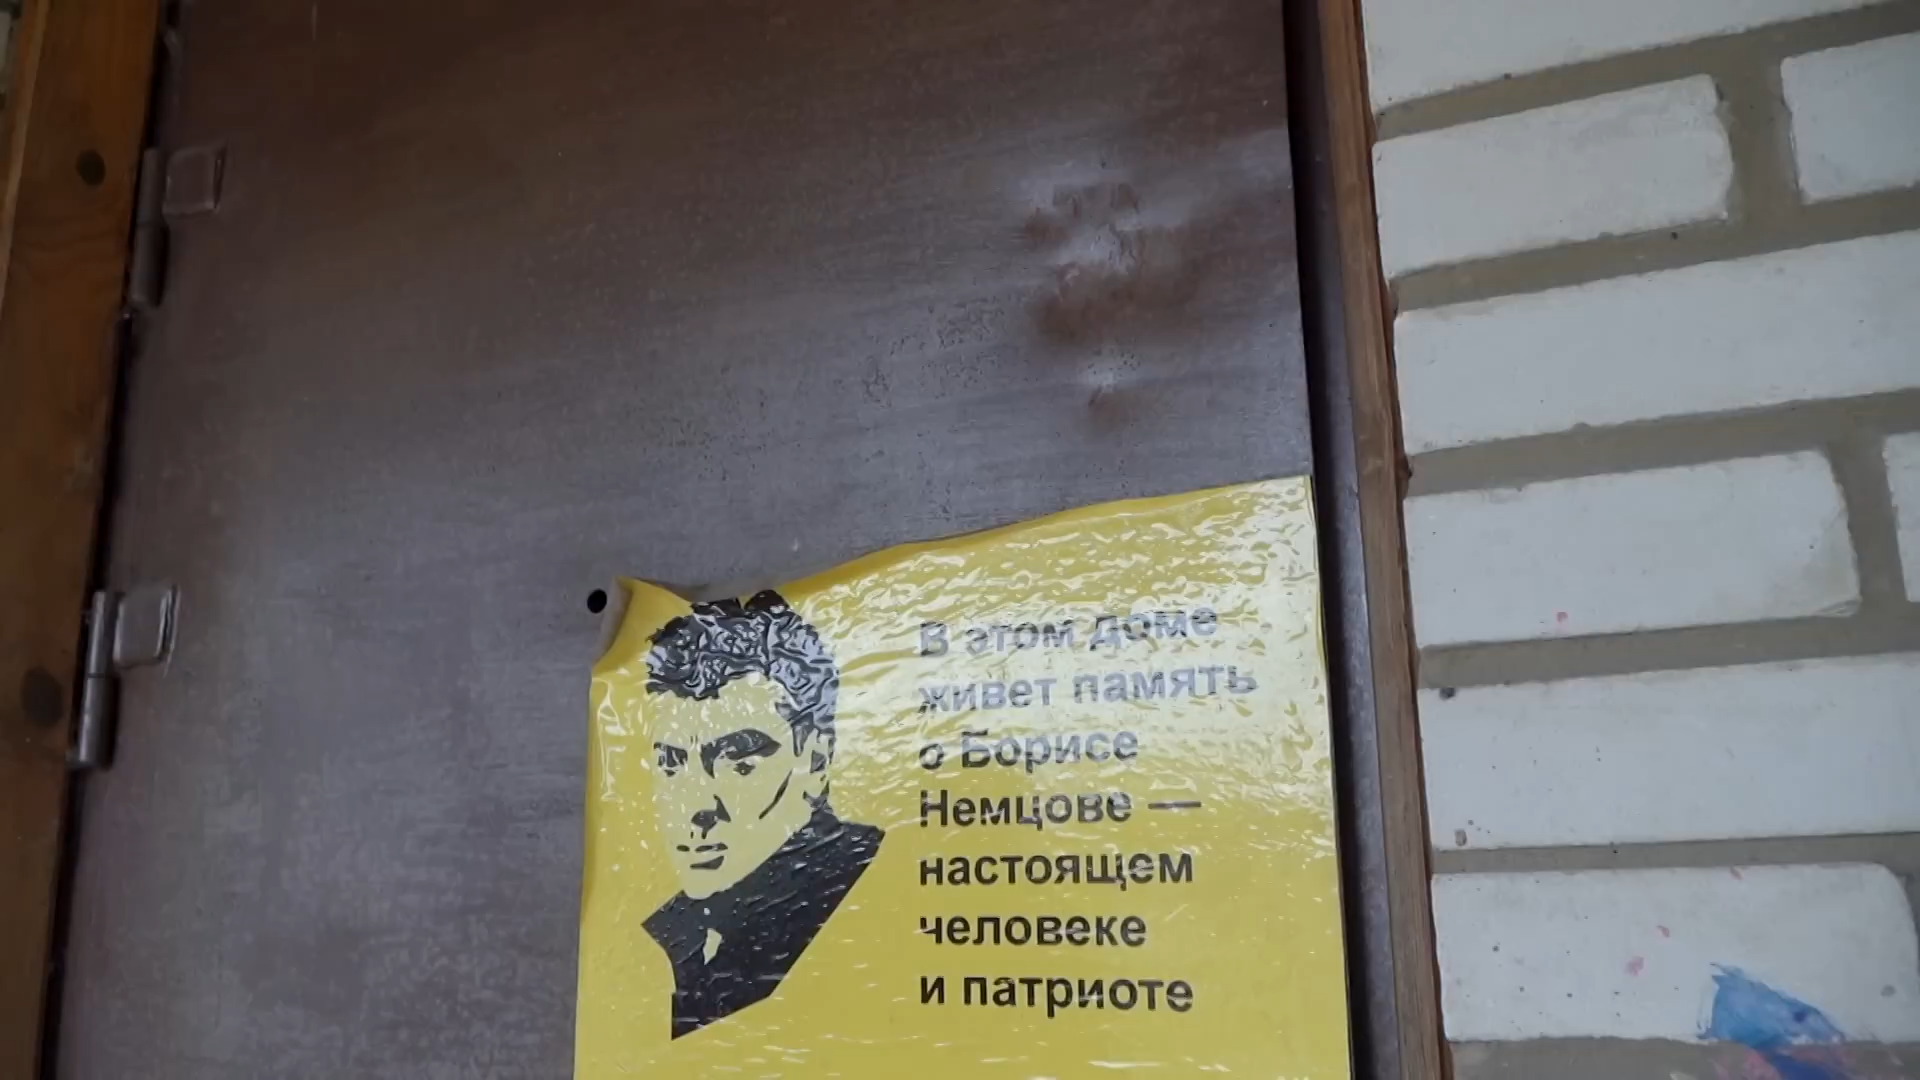 В этом доме
живет память
о Борисе
Немцове —
настоящем
человеке
и патриоте